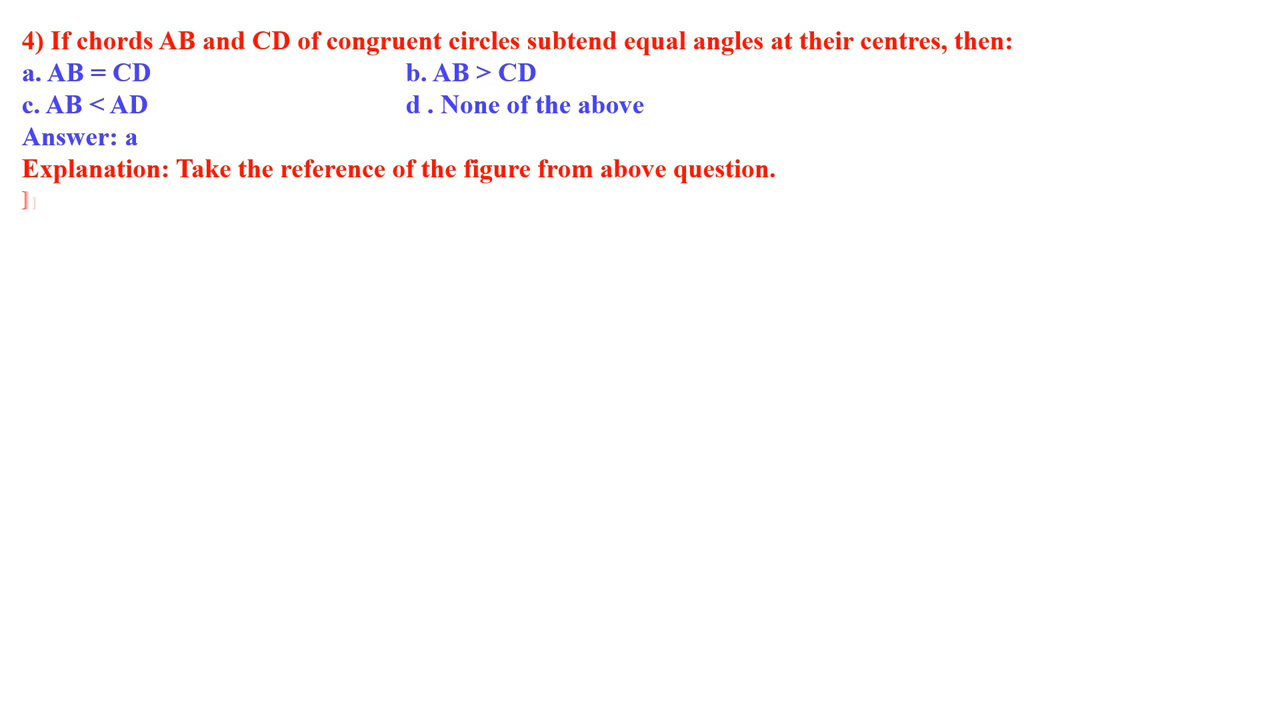 4) If chords AB and CD of congruent circles subtend equal angles at their centres, then:
a. AB = CD b. AB > CD
c. AB < AD d . None of the above
Answer: a
Explanation: Take the reference of the figure from above question.